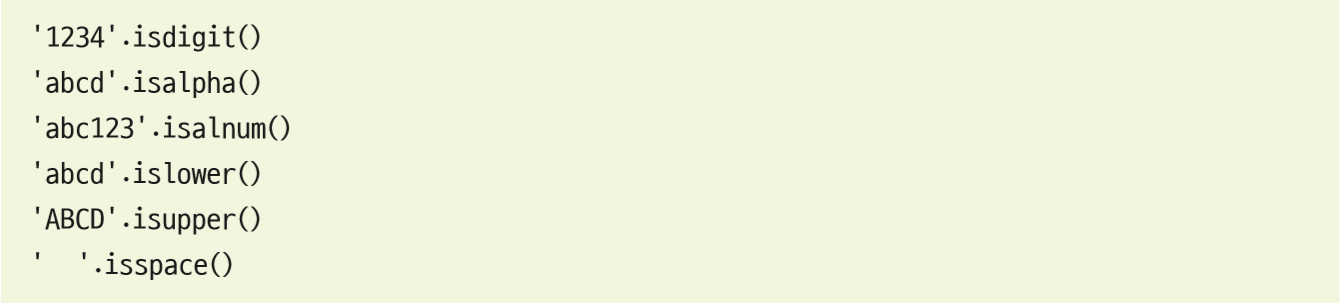 '1234'.isdigit()
'abcd'.isalpha()
'abc123'.isalnum()
'abcd'.islower()
'ABCD'.isupper()
'   '.isspace()